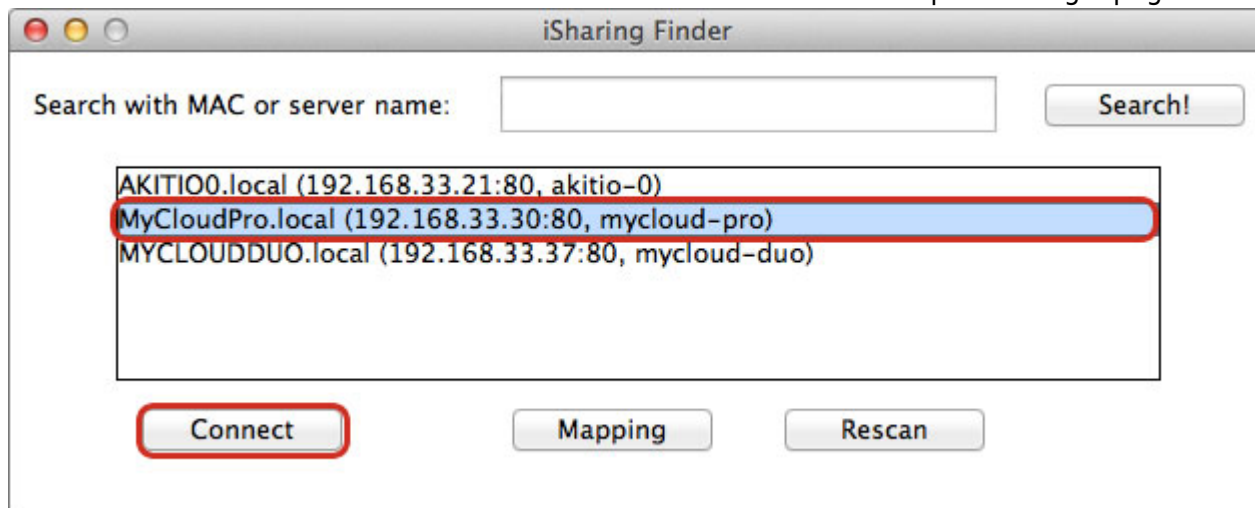 iSharing Finder
Search with MAC or server name:
Search!
AKITIO0.local (192.168.33.21:80, akitio-0)
MyCloudPro.local (192.168.33.30:80, mycloud-pro)
MYCLOUDDUO.local (192.168.33.37:80, mycloud-duo)
Connect
Mapping
Rescan